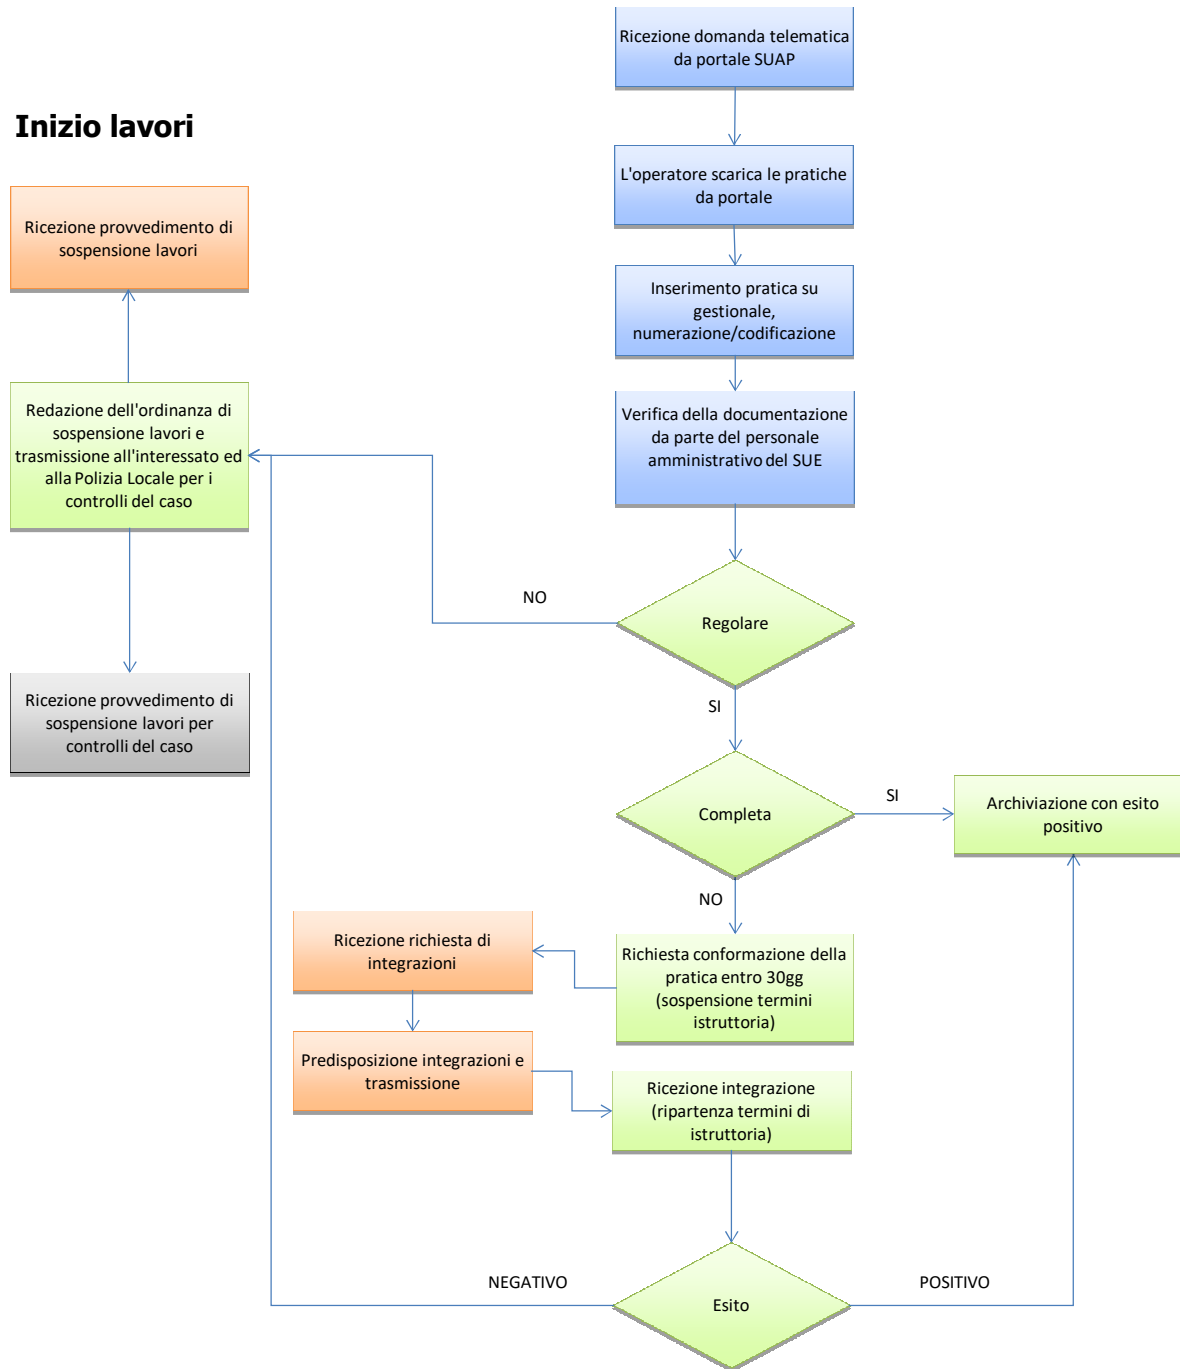 Ricezione domanda telematica
da portale SUAP
Inizio lavori
L'operatore scarica le pratiche
da portale
Ricezione provvedimento di
sospensione lavori
Inserimento pratica su
gestionale,
numerazione/codificazione
Redazione dell'ordinanza di
sospensione lavori e
trasmissione all'interessato ed
alla Polizia Locale per i
controlli del caso
Verifica della documentazione
da parte del personale
amministrativo del SUE
NO
Regolare
Ricezione provvedimento di
sospensione lavori per
controlli del caso
SI
Completa
SI
Archiviazione con esito
positivo
NO
Ricezione richiesta di
integrazioni
Richiesta conformazione della
pratica entro 30gg
(sospensione termini
istruttoria)
Predisposizione integrazioni e
trasmissione
Ricezione integrazione
(ripartenza termini di
istruttoria)
NEGATIVO
POSITIVO
Esito